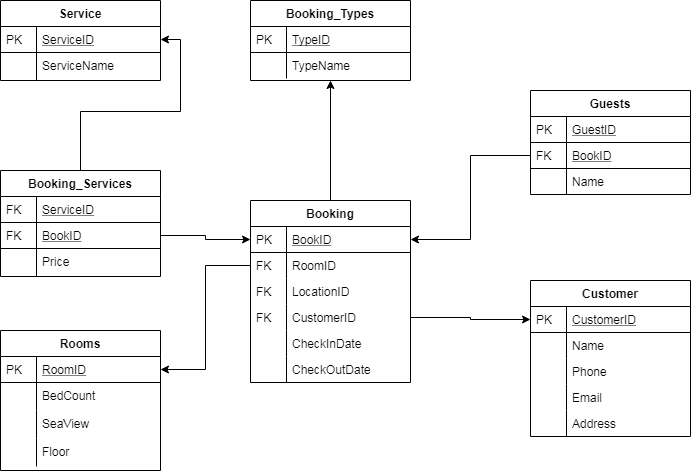 Service
PK ServiceID
ServiceName
Booking_Types
PK TypeID
TypeName
Guests
PK GuestID
FK BookID
Name
Booking_Services
FK ServiceID
FK BookID
Price
Booking
PK BookID
FK RoomID
FK LocationID
FK CustomerID
CheckInDate
CheckOutDate
Customer
PK CustomerID
Name
Phone
Email
Address
Rooms
PK RoomID
BedCount
SeaView
Floor